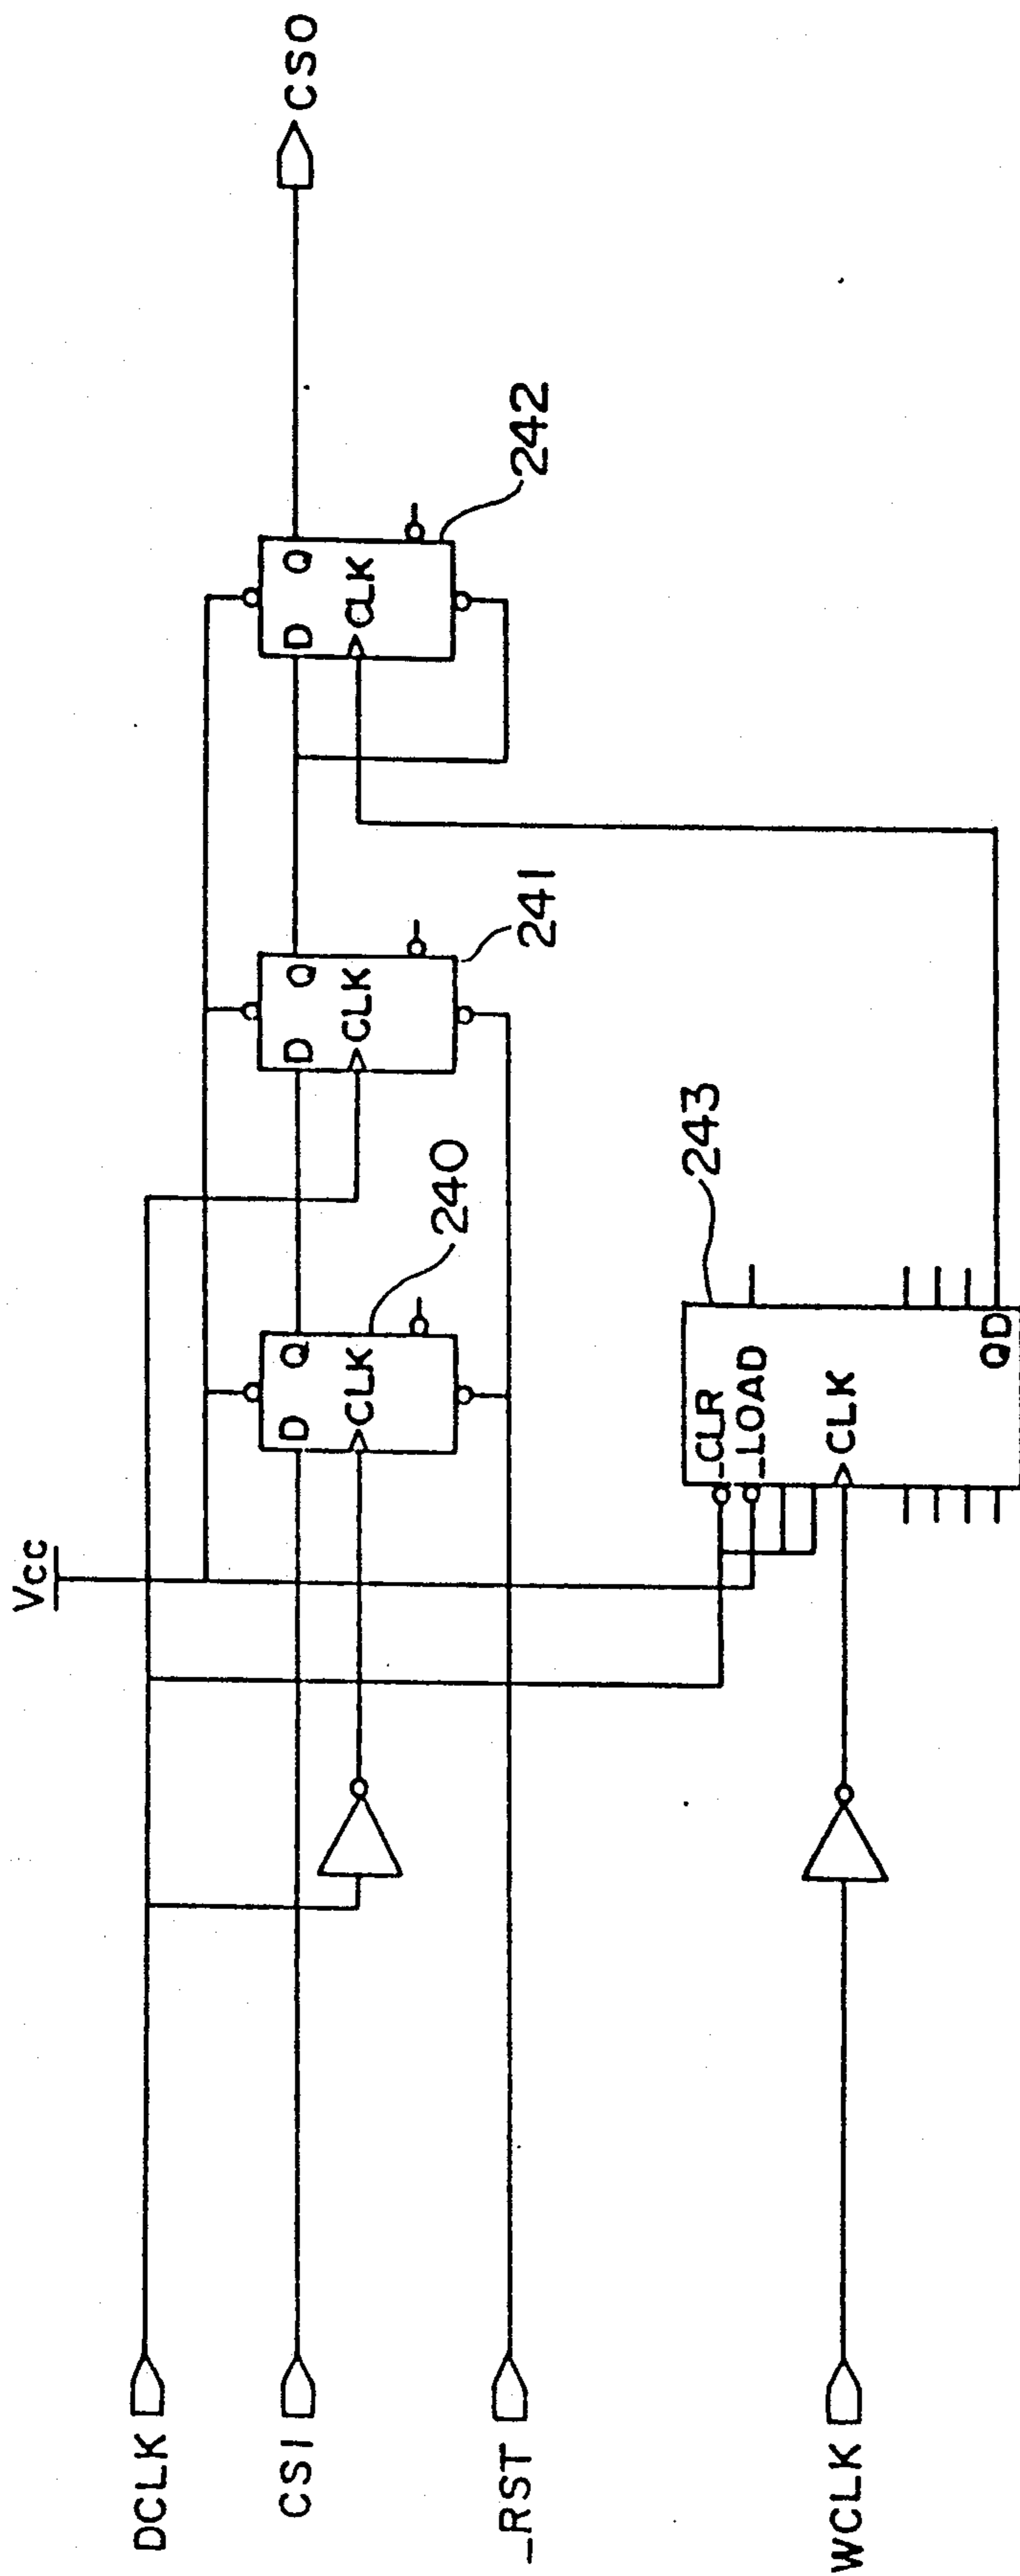 Vcc
DCLK
CSI
_RST
WCLK
D Q
CLK
240
D Q
CLK
241
D Q
CLK
242
CSO
_CLR
_LOAD
CLK
QD
243